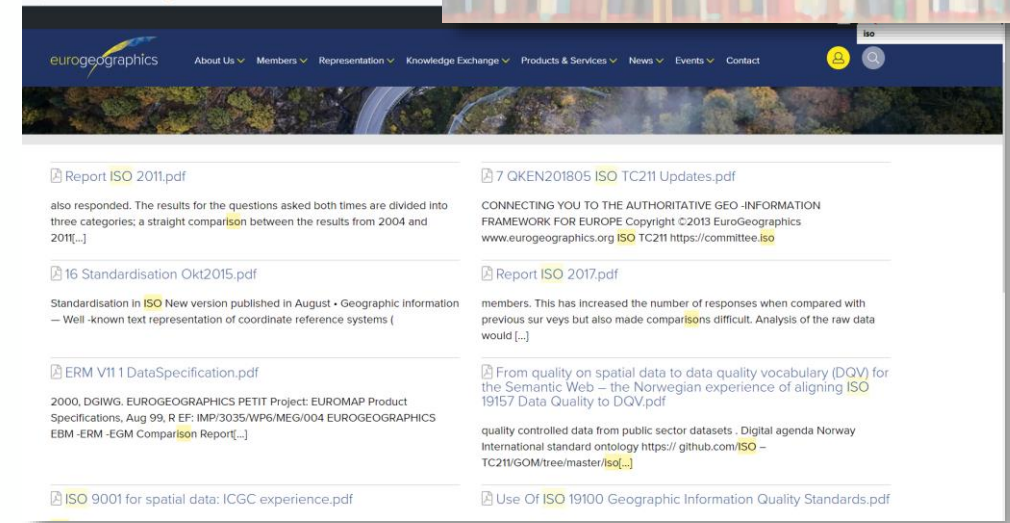 iso
eurogeographics
About Us Members Representation Knowledge Exchange Products & Services News Events Contact
Report ISO 2011.pdf
also responded. The results for the questions asked both times are divided into
three categories; a straight comparison between the results from 2004 and
2011[...]
7 QKEN201805 ISO TC211 Updates.pdf
CONNECTING YOU TO THE AUTHORITATIVE GEO -INFORMATION
FRAMEWORK FOR EUROPE Copyright ©2013 EuroGeographics
www.eurogeographics.org ISO TC211 https://committee.iso
16 Standardisation Okt2015.pdf
Standardisation in ISO New version published in August • Geographic information
— Well -known text representation of coordinate reference systems (
Report ISO 2017.pdf
members. This has increased the number of responses when compared with
previous sur veys but also made comparisons difficult. Analysis of the raw data
would [...]
ERM V11 1 DataSpecification.pdf
2000, DGIWG. EUROGEOGRAPHICS PETIT Project: EUROMAP Product
Specifications, Aug 99, R EF: IMP/3035/WP6/MEG/004 EUROGEOGRAPHICS
EBM -ERM -EGM Comparison Report[...]
From quality on spatial data to data quality vocabulary (DQV) for
the Semantic Web – the Norwegian experience of aligning ISO
19157 Data Quality to DQV.pdf
quality controlled data from public sector datasets . Digital agenda Norway
International standard ontology https:// github.com/ISO –
TC211/GOM/tree/master/iso[...]
ISO 9001 for spatial data: ICGC experience.pdf
Use Of ISO 19100 Geographic Information Quality Standards.pdf